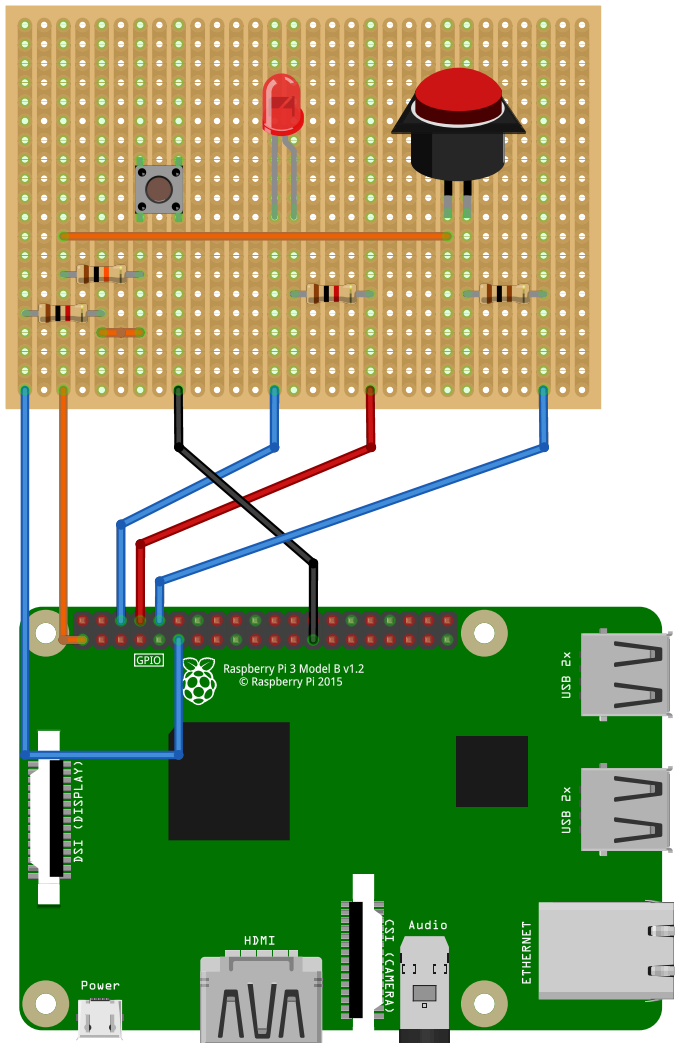 GPIO
Raspberry Pi 3 Model B v1.2
© Raspberry Pi 2015
USB 2x
DSI (DISPLAY)
USB 2x
CSI (CAMERA)
Audio
ETHERNET
HDMI
Power